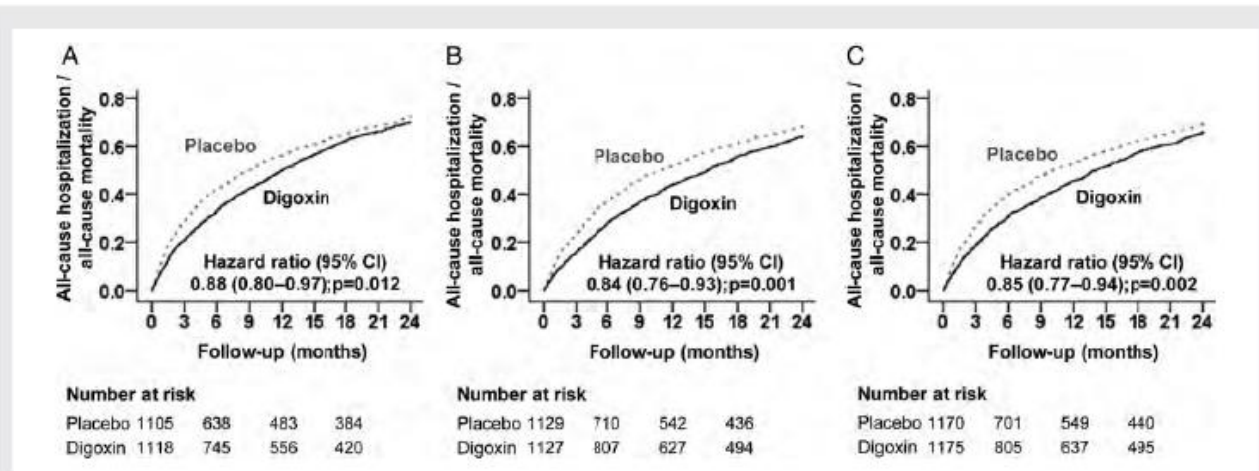 A
All-cause hospitalization /
all-cause mortality
0.8
0.6
0.4
0.2
0.0
Placebo
Digoxin
Hazard ratio (95% CI)
0.88 (0.80–0.97);p=0.012
0 3 6 9 12 15 18 21 24
Follow-up (months)
Number at risk
Placebo 1105 638 483 384
Digoxin 1118 745 556 420
B
All-cause hospitalization /
all-cause mortality
0.8
0.6
0.4
0.2
0.0
Placebo
Digoxin
Hazard ratio (95% CI)
0.84 (0.76–0.93);p=0.001
0 3 6 9 12 15 18 21 24
Follow-up (months)
Number at risk
Placebo 1129 710 542 436
Digoxin 1127 807 627 494
C
All-cause hospitalization /
all-cause mortality
0.8
0.6
0.4
0.2
0.0
Placebo
Digoxin
Hazard ratio (95% CI)
0.85 (0.77–0.94);p=0.002
0 3 6 9 12 15 18 21 24
Follow-up (months)
Number at risk
Placebo 1170 701 549 440
Digoxin 1175 805 637 495